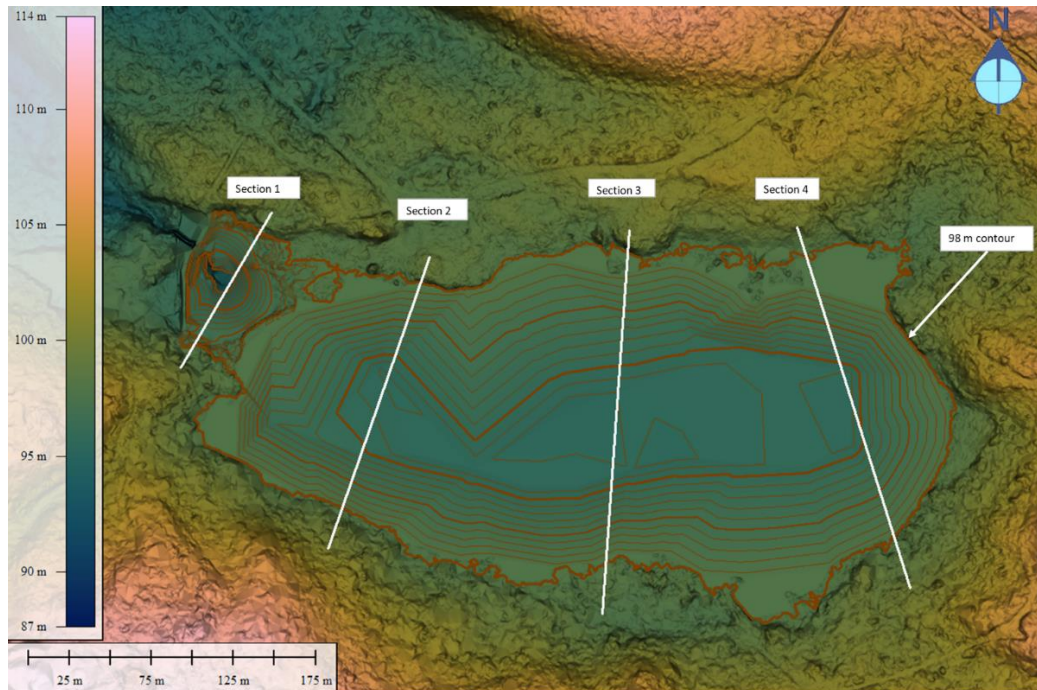 114 m
110 m
105 m
100 m
95 m
90 m
87 m
N
Section 1
Section 2
Section 3
Section 4
98 m contour
25 m
75 m
125 m
175 m